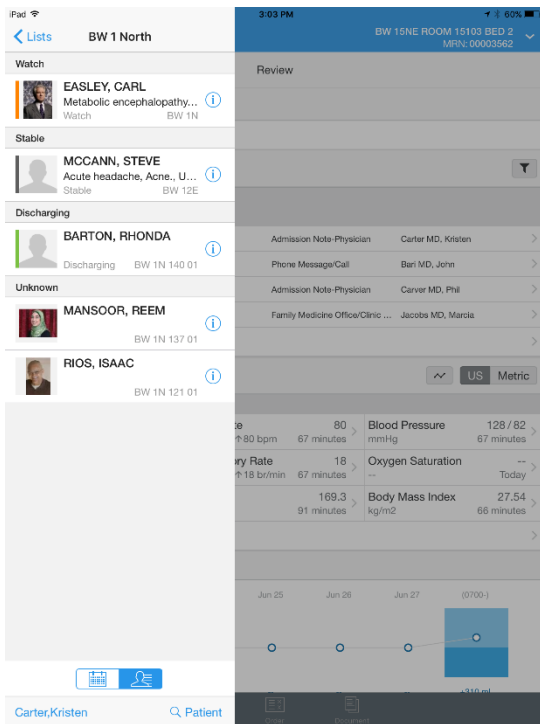 iPad
3:03 PM
60%
Lists
BW 1 North
BW 15NE ROOM 15103 BED 2
MRN: 00003562
Watch
EASLEY, CARL
Metabolic encephalopathy...
Watch BW 1N
Stable
MCCANN, STEVE
Acute headache, Acne., U...
Stable BW 12E
Discharging
BARTON, RHONDA
Discharging BW 1N 140 01
Unknown
MANSOOR, REEM
BW 1N 137 01
RIOS, ISAAC
BW 1N 121 01
Carter,Kristen
Patient
Review
Admission Note-Physician Carter MD, Kristen
Phone Message/Call Bari MD, John
Admission Note-Physician Carver MD, Phil
Family Medicine Office/Clinic ... Jacobs MD, Marcia
US Metric
te 80 Blood Pressure 128 / 82
↑80 bpm 67 minutes mmHg 67 minutes
ory Rate 18 Oxygen Saturation --
↑18 br/min 67 minutes -- Today
169.3 Body Mass Index 27.54
91 minutes kg/m2 66 minutes
Jun 25 Jun 26 Jun 27 (0700-)
+310 ml
Order Document